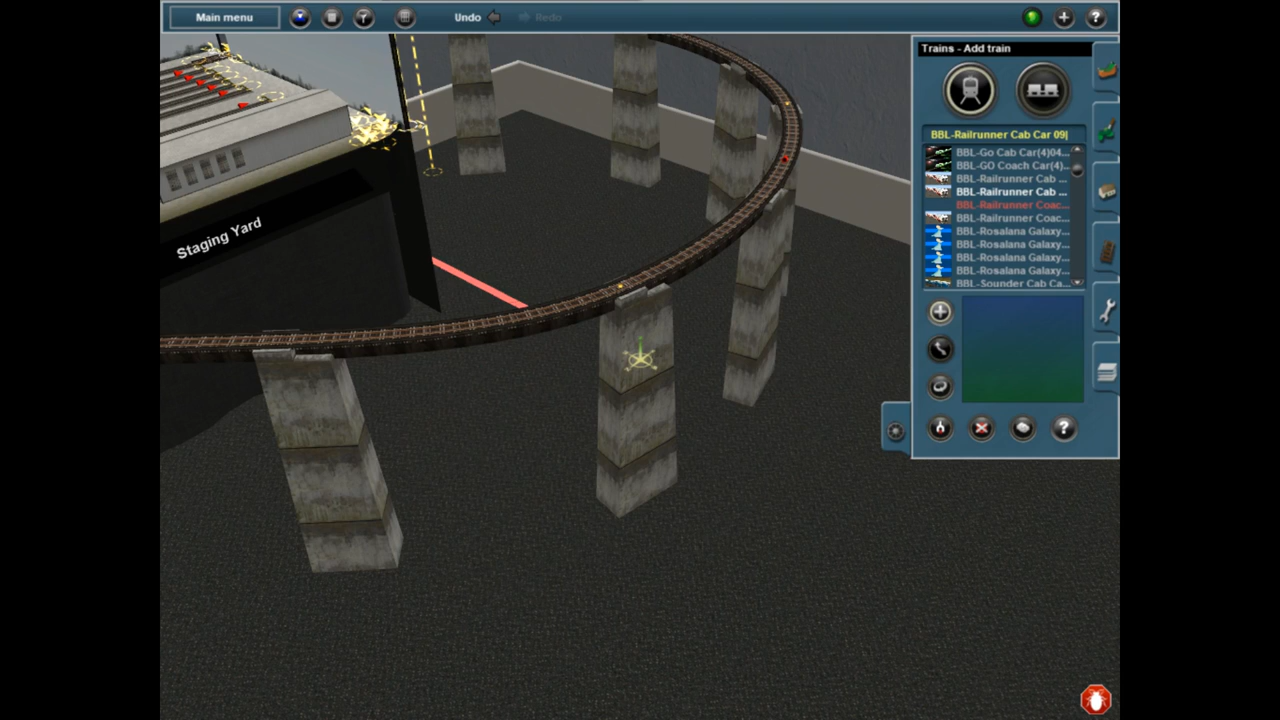 Main menu
Undo
Redo
Trains - Add train
BBL-Railrunner Cab Car 09|
BBL-Go Cab Car(4)04...
BBL-GO Coach Car(4)...
BBL-Railrunner Cab ...
BBL-Railrunner Cab ...
BBL-Railrunner Coac...
BBL-Railrunner Coac...
BBL-Rosalana Galaxy...
BBL-Rosalana Galaxy...
BBL-Rosalana Galaxy...
BBL-Rosalana Galaxy...
BBL-Sounder Cab Ca...
Staging Yard